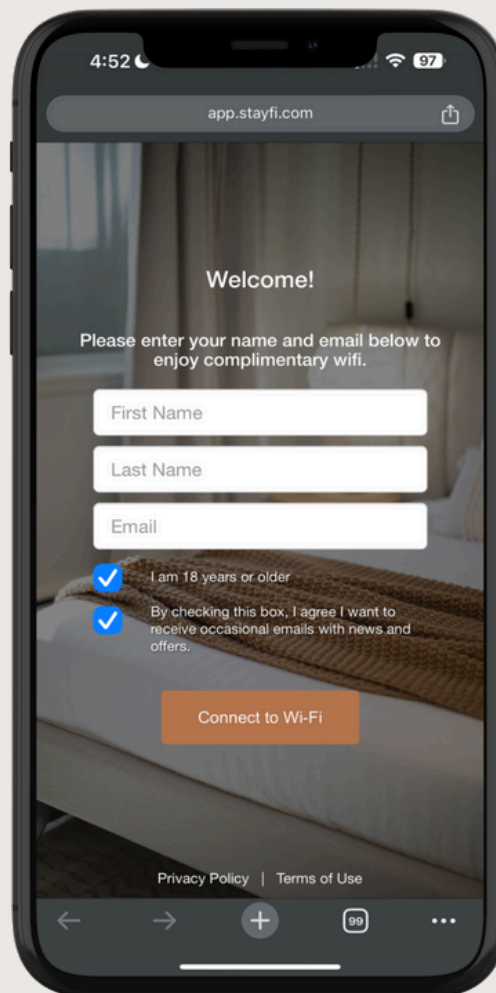 4:52
97
app.stayfi.com
Welcome!
Please enter your name and email below to
enjoy complimentary wifi.
First Name
Last Name
Email
I am 18 years or older
By checking this box, I agree I want to
receive occasional emails with news and
offers.
Connect to Wi-Fi
Privacy Policy | Terms of Use
99